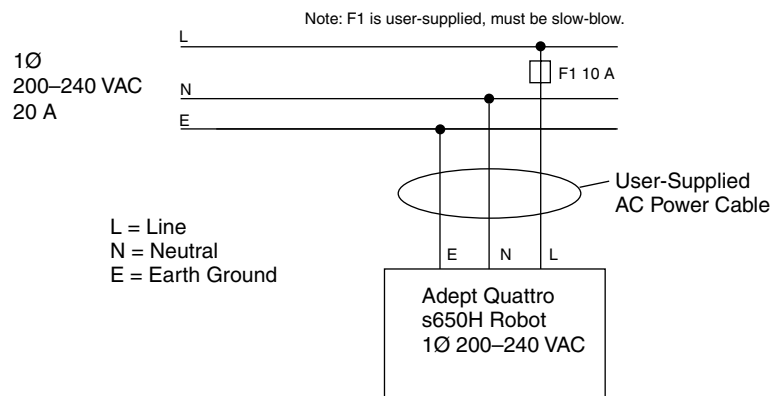 Note: F1 is user-supplied, must be slow-blow.
L
1Ø
200–240 VAC
20 A
F1 10 A
N
E
User-Supplied
AC Power Cable
L = Line
N = Neutral
E = Earth Ground
E
N
L
Adept Quattro
s650H Robot
1Ø 200–240 VAC